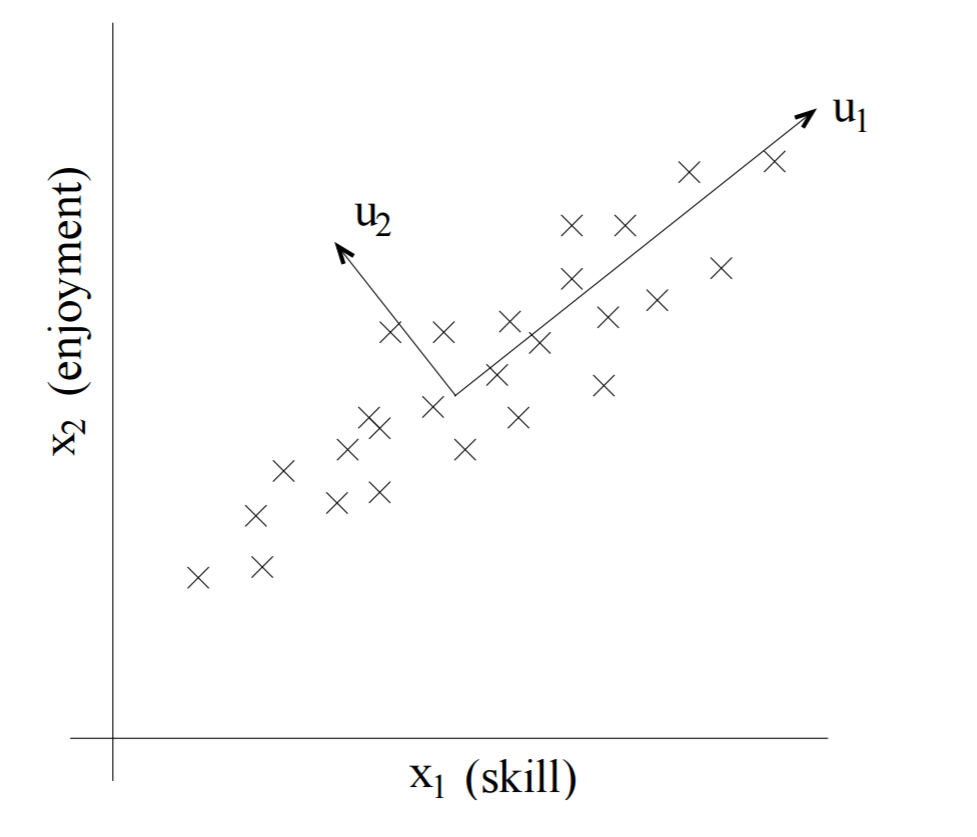 u₁
u₂
x₂ (enjoyment)
x₁ (skill)